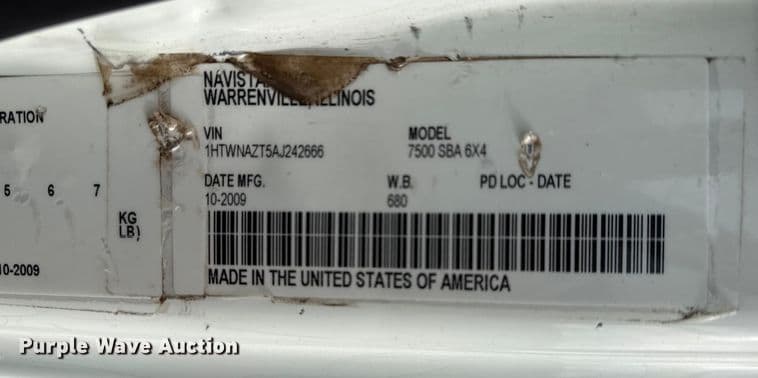 NAVISTA
WARRENVILLE, ILLINOIS
RATION
VIN
MODEL
1HTWNAZT5AJ242666
7500 SBA 6X4
DATE MFG.
W.B.
PD LOC - DATE
5 6 7
10-2009
680
KG
LB)
10-2009
MADE IN THE UNITED STATES OF AMERICA
Purple Wave Auction